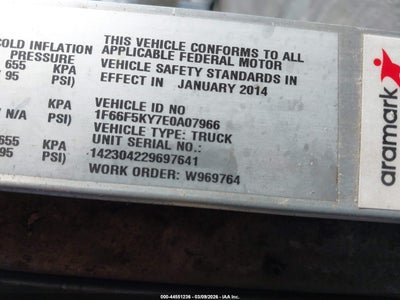 COLD INFLATION
PRESSURE
655 KPA
95 PSI)
KPA
N/A PSI)
655 KPA
95 PSI)
THIS VEHICLE CONFORMS TO ALL
APPLICABLE FEDERAL MOTOR
VEHICLE SAFETY STANDARDS IN
EFFECT IN JANUARY 2014
VEHICLE ID NO
1F66F5KY7E0A07966
VEHICLE TYPE: TRUCK
UNIT SERIAL NO.:
142304229697641
WORK ORDER: W969764
aramark
000-44551236 - 03/09/2026 - IAA Inc.